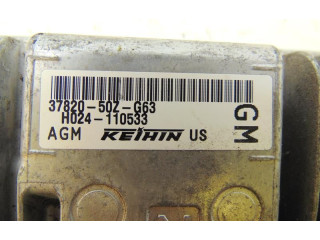 37820-50Z-G63
H024-110533
AGM KEIHIN US
GM